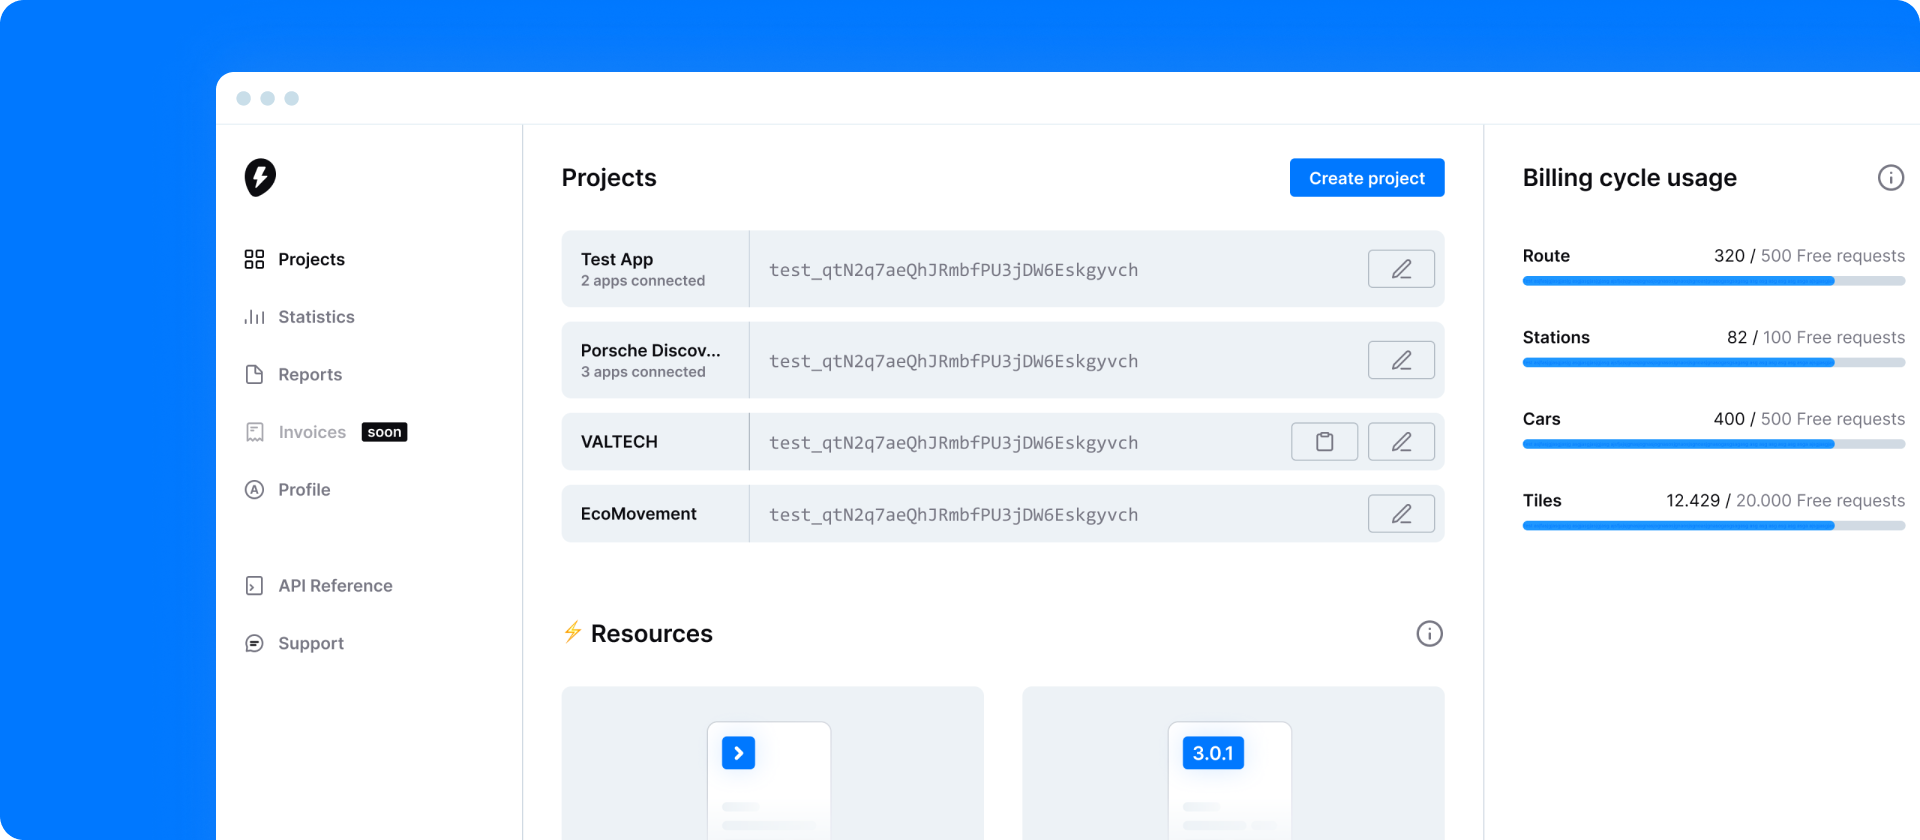 Projects
Statistics
Reports
Invoices soon
Profile
API Reference
Support
Projects
Create project
Test App
2 apps connected
test_qtN2q7aeQhJRmbfPU3jDW6Eskgyvch
Porsche Discov...
3 apps connected
test_qtN2q7aeQhJRmbfPU3jDW6Eskgyvch
VALTECH
test_qtN2q7aeQhJRmbfPU3jDW6Eskgyvch
EcoMovement
test_qtN2q7aeQhJRmbfPU3jDW6Eskgyvch
⚡ Resources
3.0.1
Billing cycle usage
Route 320 / 500 Free requests
Stations 82 / 100 Free requests
Cars 400 / 500 Free requests
Tiles 12.429 / 20.000 Free requests